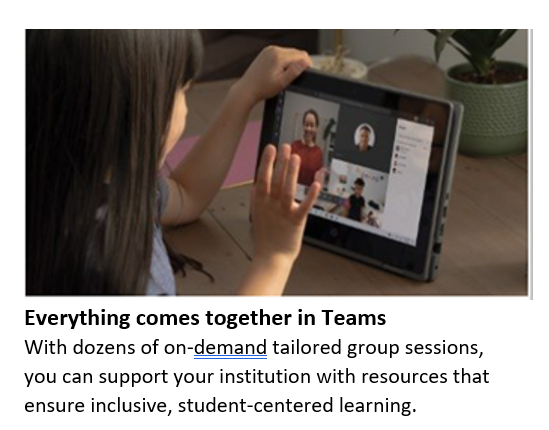 Everything comes together in Teams
With dozens of on-demand tailored group sessions,
you can support your institution with resources that
ensure inclusive, student-centered learning.